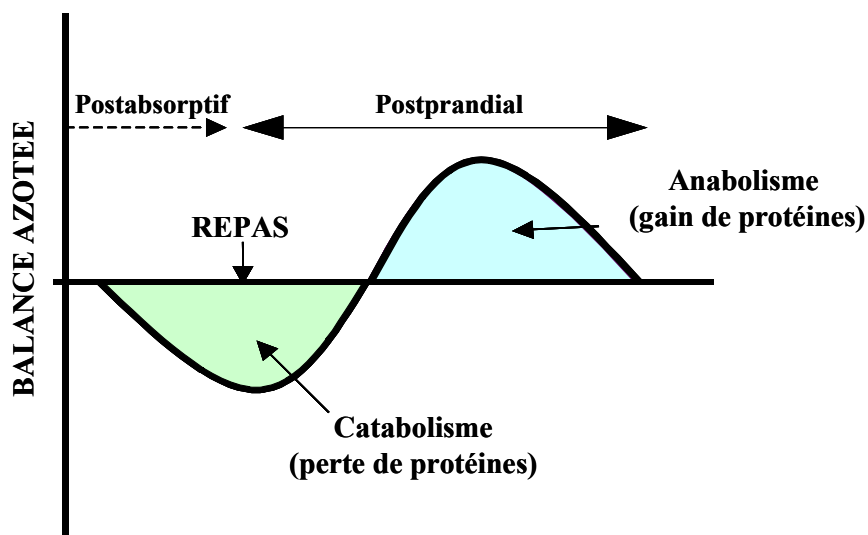 Postabsorptif
Postprandial
Anabolisme
(gain de protéines)
REPAS
BALANCE AZOTEE
Catabolisme
(perte de protéines)